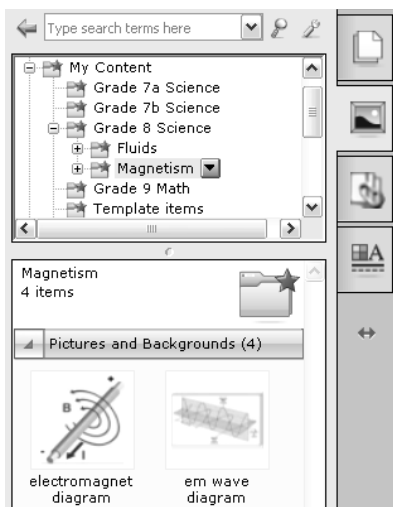 Type search terms here
My Content
Grade 7a Science
Grade 7b Science
Grade 8 Science
Fluids
Magnetism
Grade 9 Math
Template items
A
Magnetism
4 items
Pictures and Backgrounds (4)
B
- I
electromagnet
diagram
em wave
diagram